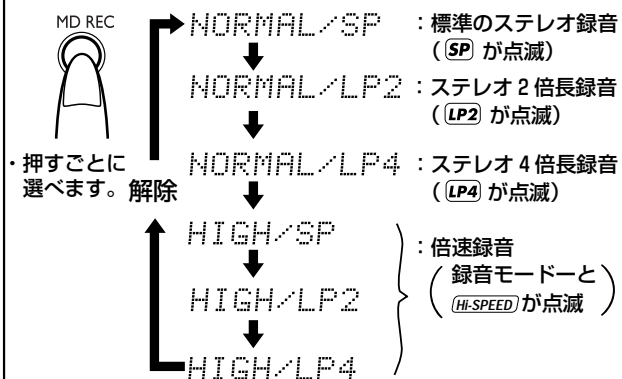 MD REC
・押すごとに
選べます。
解除
NORMAL/SP :標準のステレオ録音
(SP が点滅)
NORMAL/LP2 :ステレオ2倍長録音
(LP2 が点滅)
NORMAL/LP4 :ステレオ4倍長録音
(LP4 が点滅)
HIGH/SP
HIGH/LP2
HIGH/LP4
:倍速録音
(録音モードーと
Hi-SPEED が点滅)